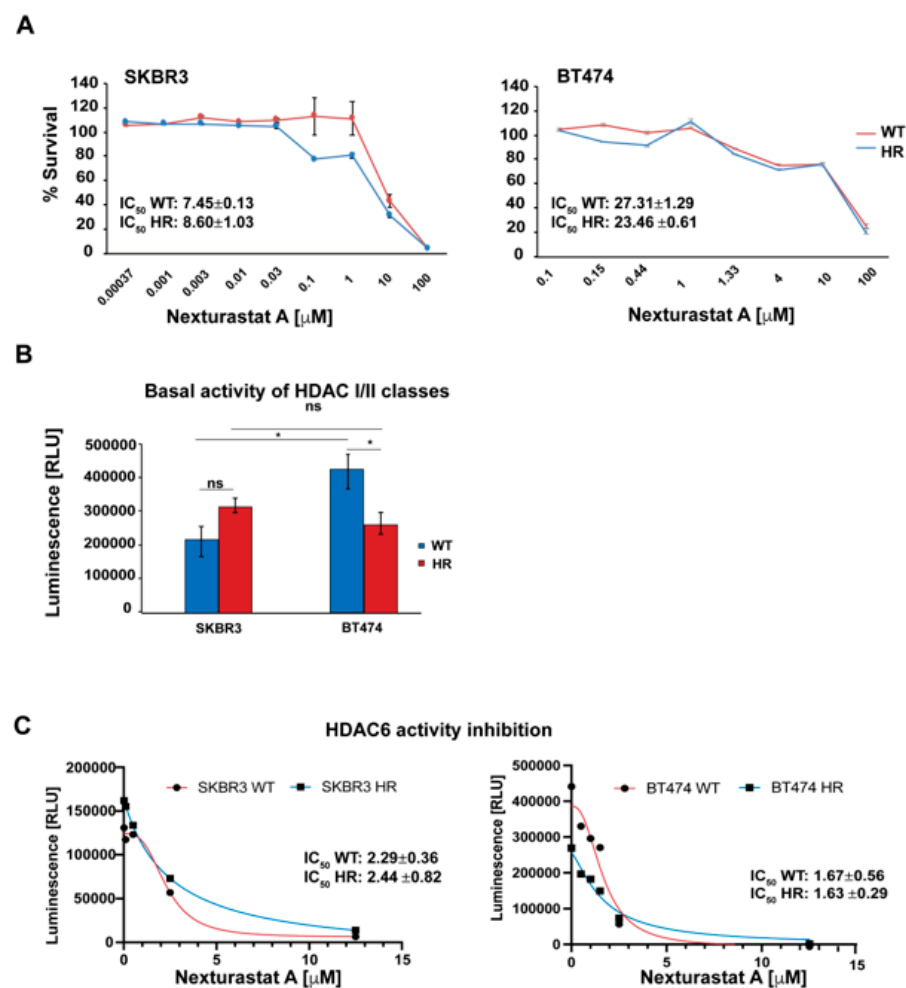 A
SKBR3
% Survival
140
120
100
80
60
40
20
0
IC50 WT: 7.45±0.13
IC50 HR: 8.60±1.03
0.00037
0.001
0.003
0.01
0.03
0.1
1
10
100
Nexturastat A [µM]
BT474
140
120
100
80
60
40
20
0
WT
HR
IC50 WT: 27.31±1.29
IC50 HR: 23.46 ±0.61
0.1
0.15
0.44
1
1.33
4
10
100
Nexturastat A [µM]
B
Basal activity of HDAC I/II classes
ns
*
*
ns
Luminescence [RLU]
500000
400000
300000
200000
100000
0
WT
HR
SKBR3
BT474
C
HDAC6 activity inhibition
Luminescence [RLU]
200000
150000
100000
50000
0
SKBR3 WT
SKBR3 HR
IC50 WT: 2.29±0.36
IC50 HR: 2.44 ±0.82
0
5
10
15
Nexturastat A [µM]
Luminescence [RLU]
500000
400000
300000
200000
100000
0
BT474 WT
BT474 HR
IC50 WT: 1.67±0.56
IC50 HR: 1.63 ±0.29
0
5
10
15
Nexturastat A [µM]